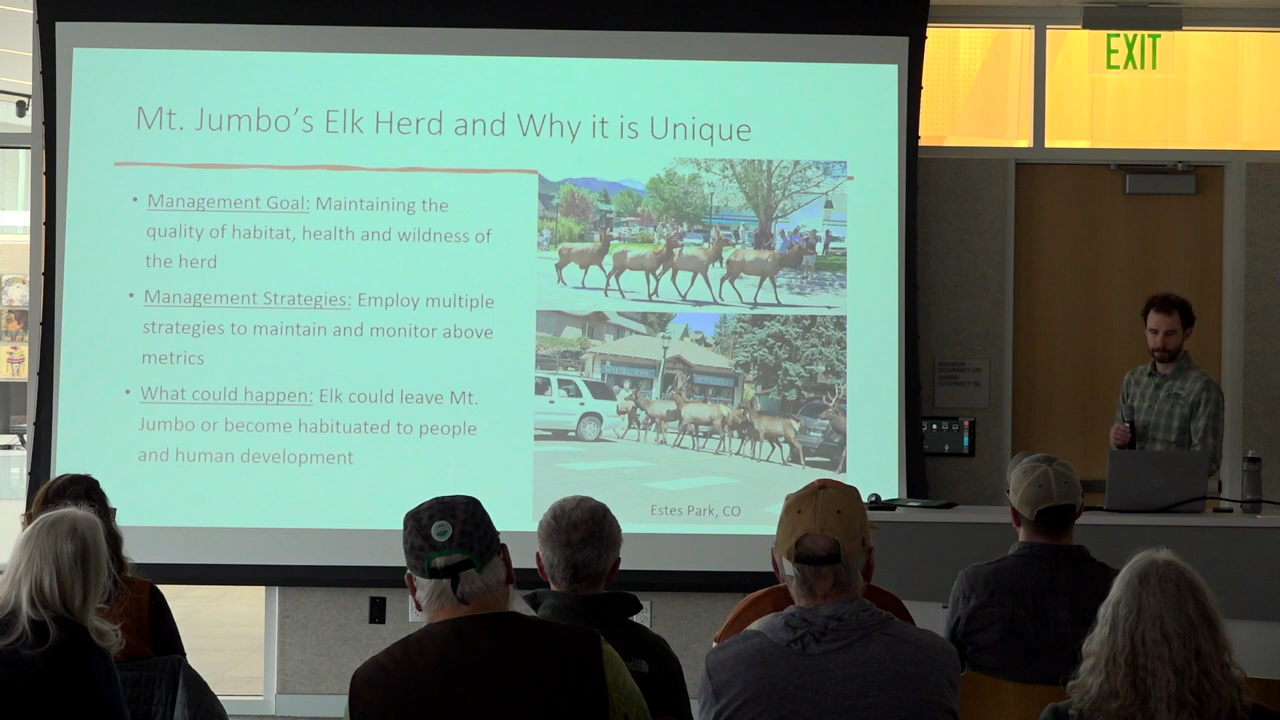 EXIT
Mt. Jumbo's Elk Herd and Why it is Unique
• Management Goal: Maintaining the
quality of habitat, health and wildness of
the herd
• Management Strategies: Employ multiple
strategies to maintain and monitor above
metrics
• What could happen: Elk could leave Mt.
Jumbo or become habituated to people
and human development
Estes Park, CO